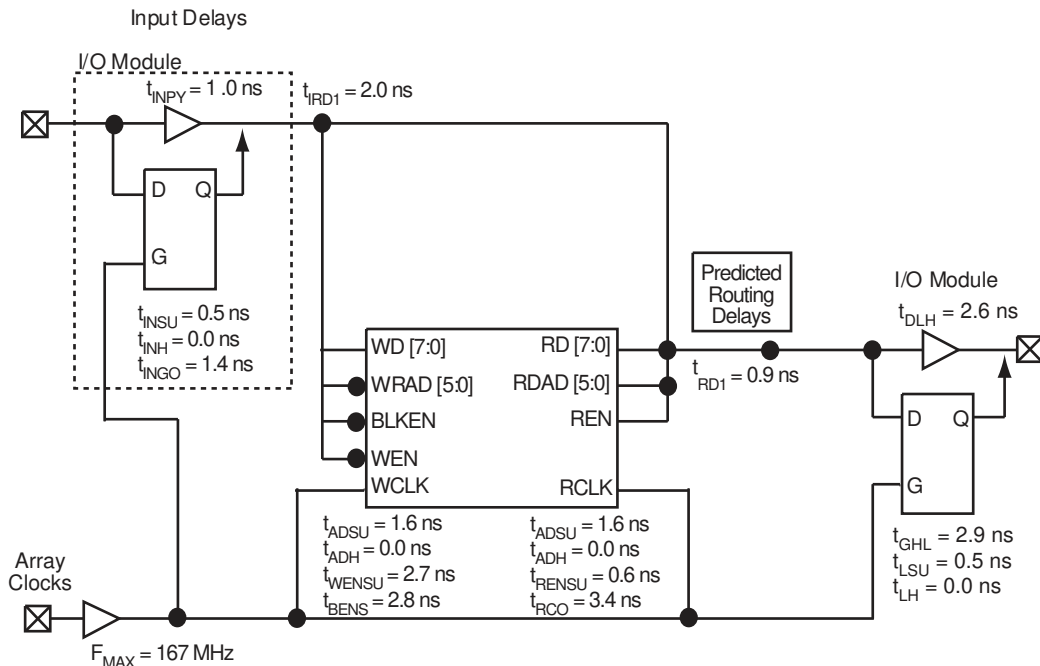 Input Delays
I/O Module
tINPY = 1.0 ns
tIRD1 = 2.0 ns
D
Q
G
tINSU = 0.5 ns
tINH = 0.0 ns
tINGO = 1.4 ns
Predicted
Routing
Delays
I/O Module
tDLH = 2.6 ns
WD [7:0]
RD [7:0]
WRAD [5:0]
RDAD [5:0]
BLKEN
REN
WEN
WCLK
RCLK
tRD1 = 0.9 ns
D
Q
G
tADSU = 1.6 ns
tADH = 0.0 ns
tWENSU = 2.7 ns
tBENS = 2.8 ns
tADSU = 1.6 ns
tADH = 0.0 ns
tRENSU = 0.6 ns
tRCO = 3.4 ns
tGHL = 2.9 ns
tLSU = 0.5 ns
tLH = 0.0 ns
Array
Clocks
FMAX = 167 MHz